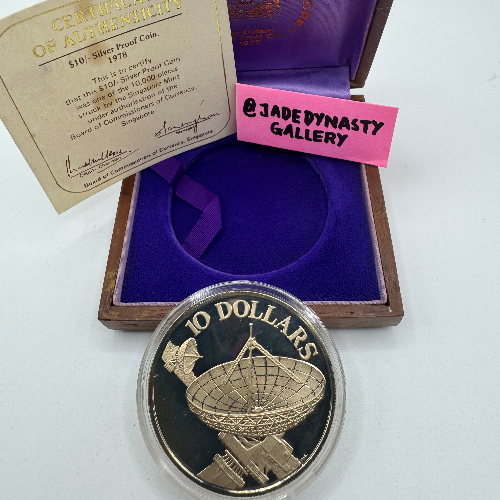 CERTIFICATE
OF AUTHENTICITY
$10/- Silver Proof Coin.
1978
This is to certify
that this $10/- Silver Proof Coin
was one of the 10,000 pieces
struck by the Singapore Mint
under authorisation of the
Board of Commissioners of Currency,
Singapore
Board of Commissioners of Currency, Singapore
@JADEDYNASTY
GALLERY
10 DOLLARS